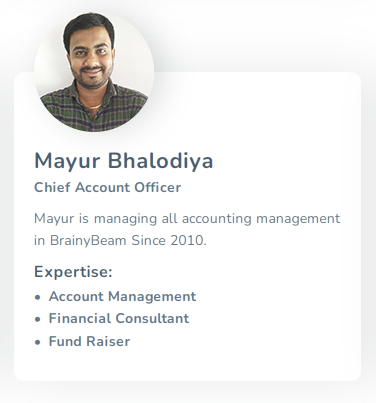 Mayur Bhalodiya
Chief Account Officer
Mayur is managing all accounting management
in BrainyBeam Since 2010.
Expertise:
• Account Management
• Financial Consultant
• Fund Raiser